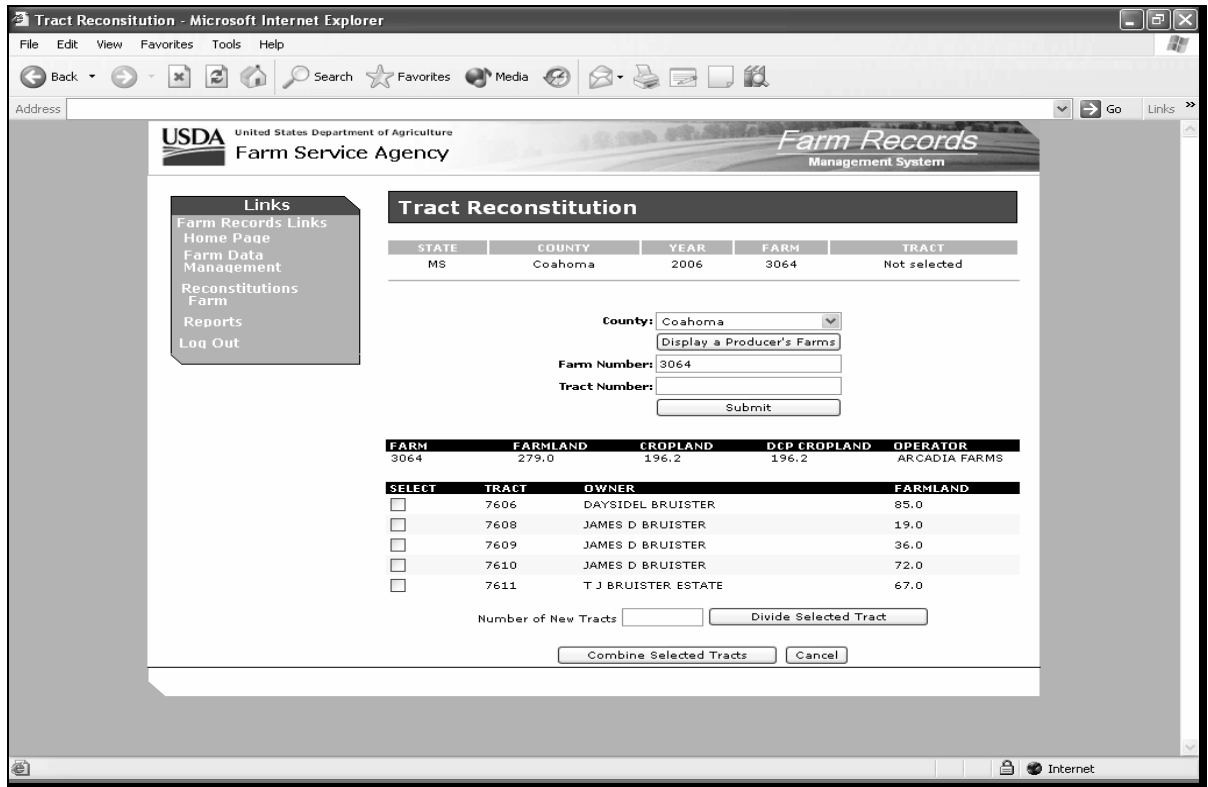 Tract Reconsitution - Microsoft Internet Explorer
File Edit View Favorites Tools Help
Back Search Favorites Media
Address Go Links »
USDA United States Department of Agriculture
Farm Service Agency
Farm Records
Management System
Links
Farm Records Links
Home Page
Farm Data
Management
Reconstitutions
Farm
Reports
Log Out
Tract Reconstitution
STATE COUNTY YEAR FARM TRACT
MS Coahoma 2006 3064 Not selected
County: Coahoma
Display a Producer's Farms
Farm Number: 3064
Tract Number:
Submit
FARM FARMLAND CROPLAND DCP CROPLAND OPERATOR
3064 279.0 196.2 196.2 ARCADIA FARMS
SELECT TRACT OWNER FARMLAND
7606 DAYSIDEL BRUISTER 85.0
7608 JAMES D BRUISTER 19.0
7609 JAMES D BRUISTER 36.0
7610 JAMES D BRUISTER 72.0
7611 T J BRUISTER ESTATE 67.0
Number of New Tracts Divide Selected Tract
Combine Selected Tracts Cancel
Internet